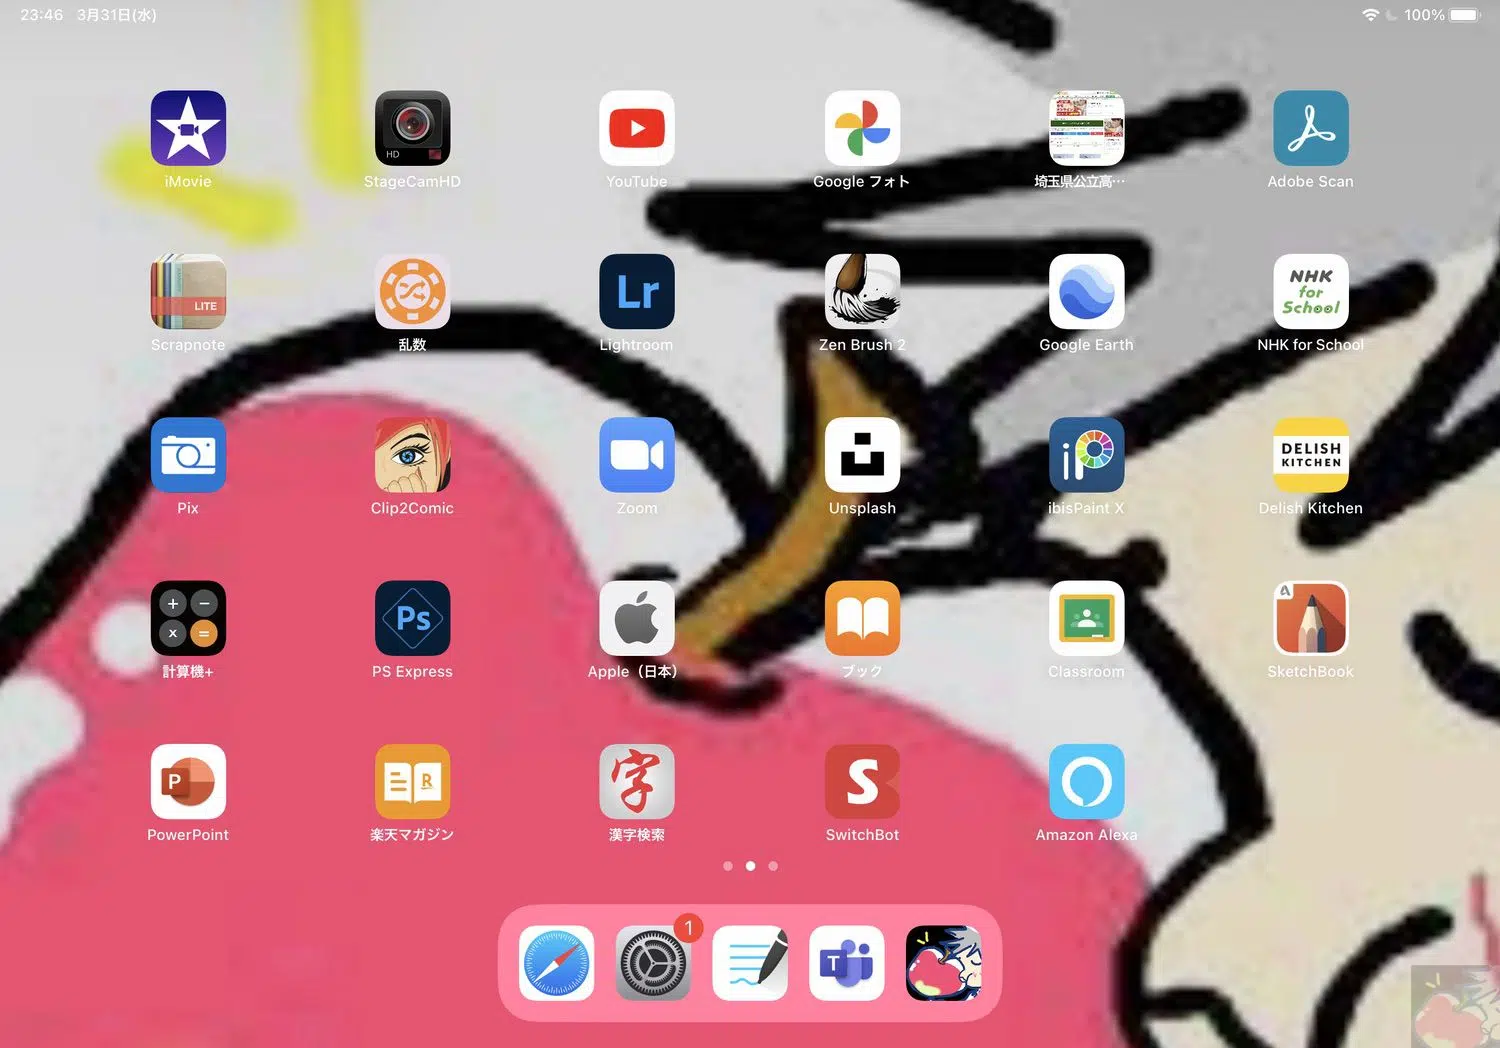 23:46 3月31日(水)
100%
HD
iMovie
StageCamHD
YouTube
Google フォト
埼玉県公立高…
Adobe Scan
LITE
Lr
NHK
for
School
Scrapnote
乱数
Lightroom
Zen Brush 2
Google Earth
NHK for School
iP
DELISH
KITCHEN
Pix
Clip2Comic
Zoom
Unsplash
ibisPaint X
Delish Kitchen
+ −
x =
Ps
A
計算機+
PS Express
Apple（日本）
ブック
Classroom
SketchBook
P
R
字
S
PowerPoint
楽天マガジン
漢字検索
SwitchBot
Amazon Alexa
1
T